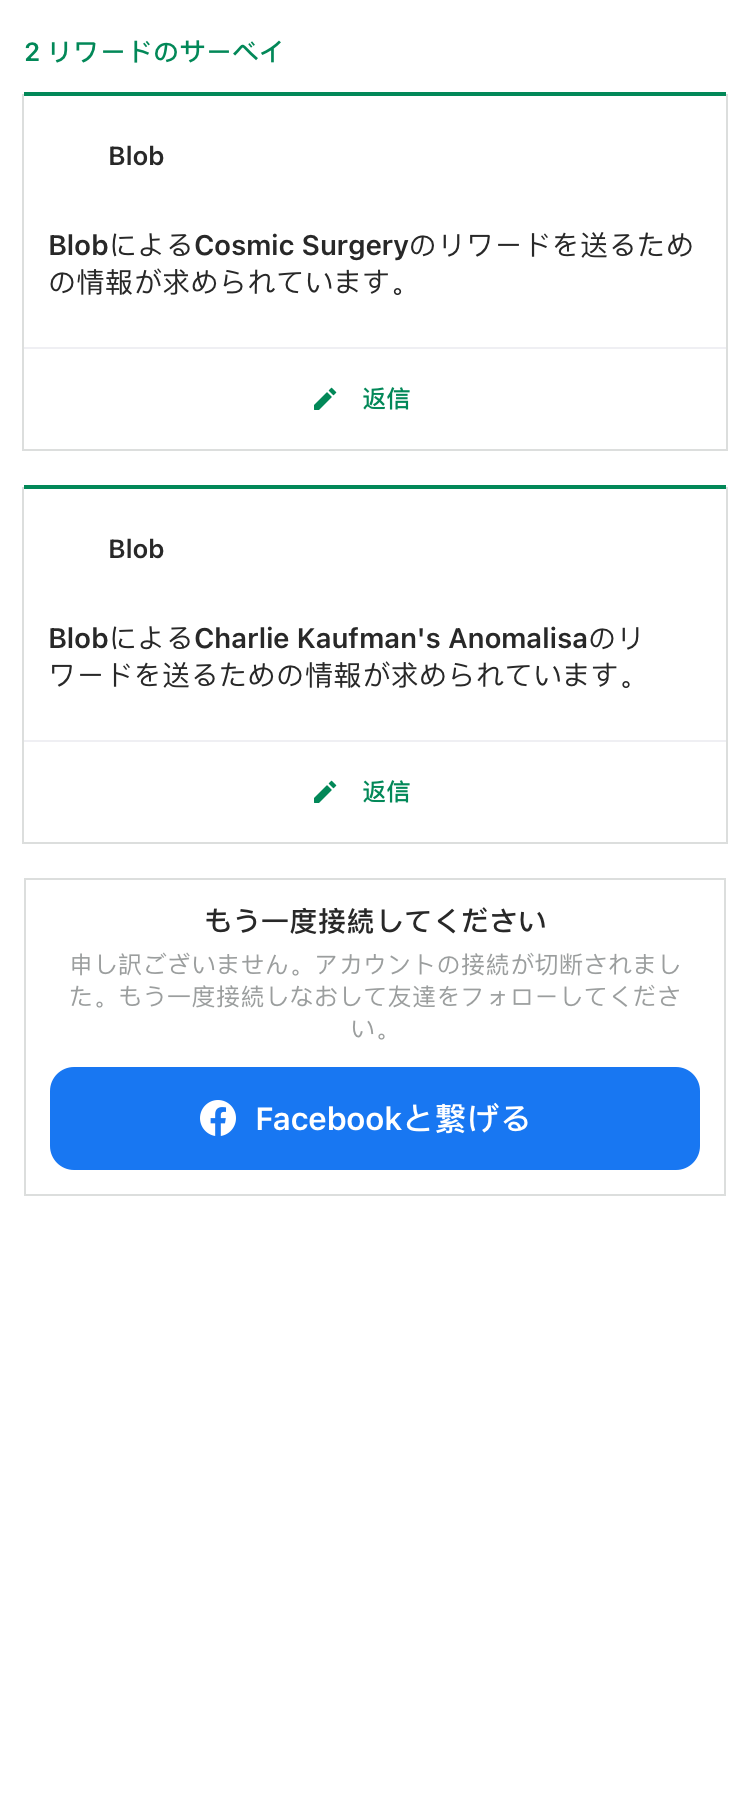 2 リワードのサーベイ
Blob
BlobによるCosmic Surgeryのリワードを送るため
の情報が求められています。
返信
Blob
BlobによるCharlie Kaufman's Anomalisaのリ
ワードを送るための情報が求められています。
返信
もう一度接続してください
申し訳ございません。アカウントの接続が切断されまし
た。もう一度接続しなおして友達をフォローしてくださ
い。
Facebookと繋げる